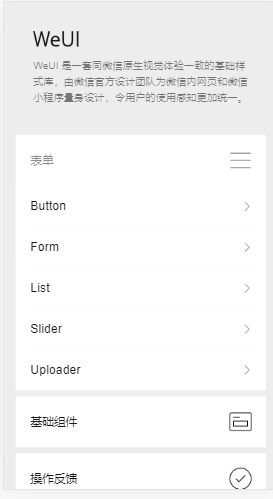 WeUI
WeUI 是一套同微信原生视觉体验一致的基础样
式库，由微信官方设计团队为微信内网页和微信
小程序量身设计，令用户的使用感知更加统一。
表单
Button
Form
List
Slider
Uploader
基础组件
操作反馈